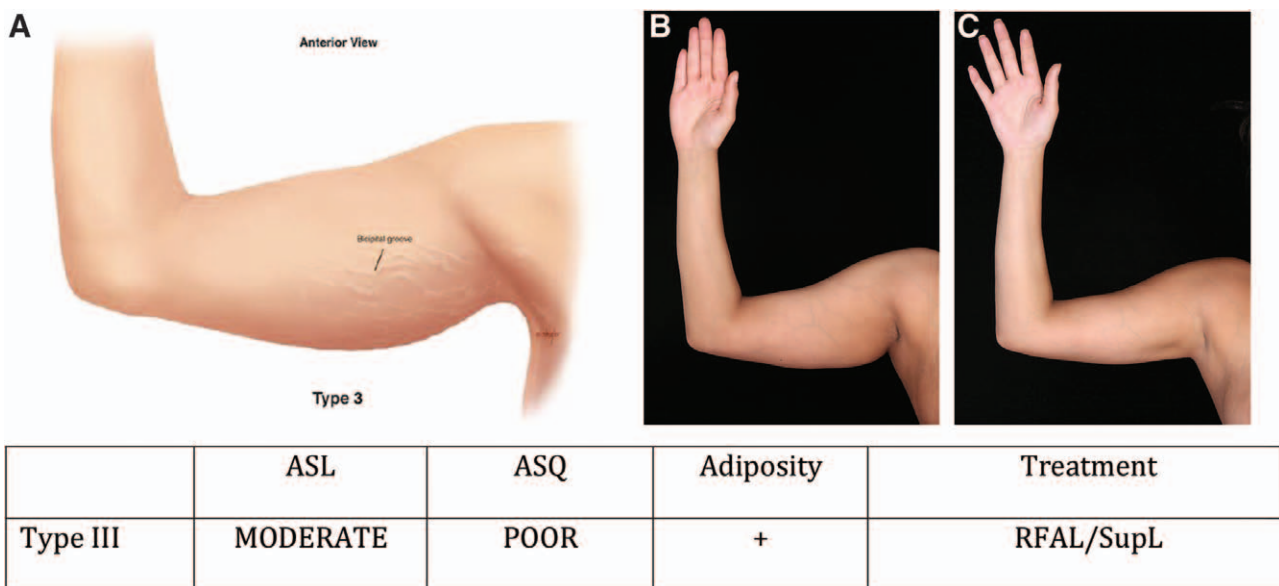 A
Anterior View
Bicipital groove
Type 3
B
C
ASL ASQ Adiposity Treatment
Type III MODERATE POOR + RFAL/SupL